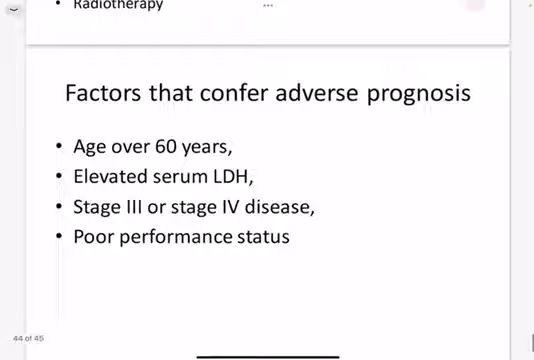 • Radiotherapy
Factors that confer adverse prognosis
• Age over 60 years,
• Elevated serum LDH,
• Stage III or stage IV disease,
• Poor performance status
44 of 45